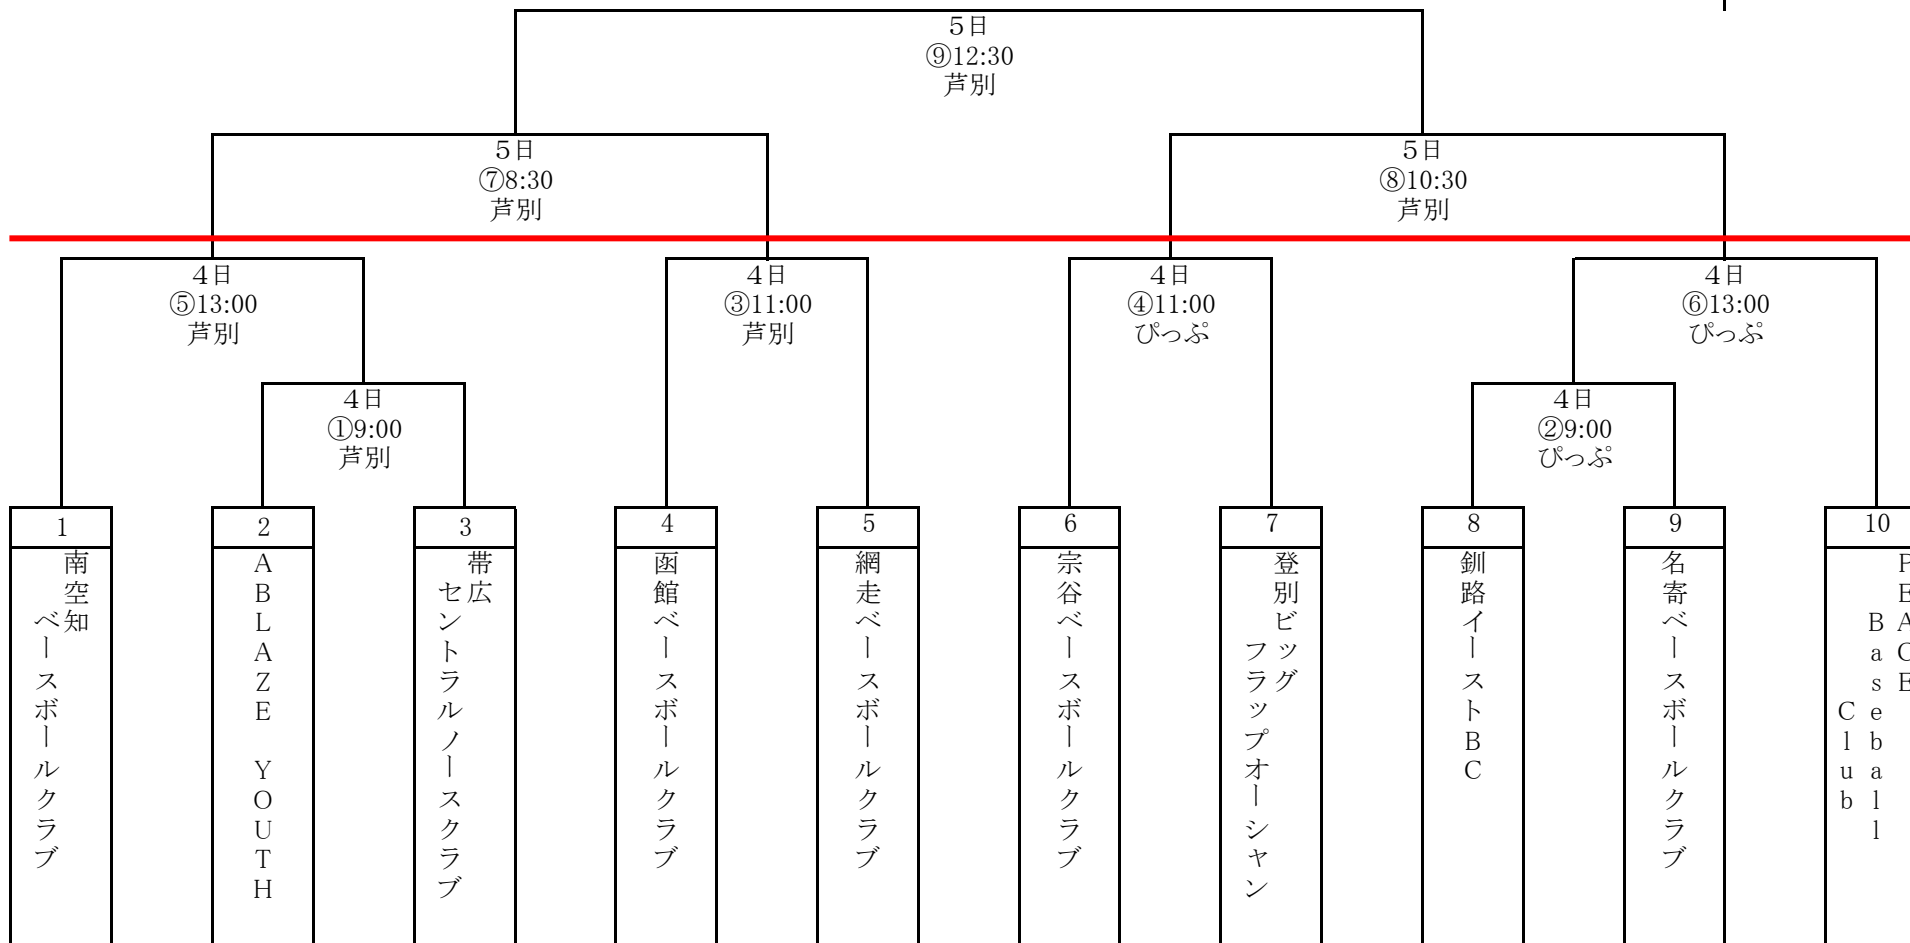 5日
⑨12:30
芦別
5日
⑦8:30
芦別
5日
⑧10:30
芦別
4日
⑤13:00
芦別
4日
③11:00
芦別
4日
④11:00
ぴっぷ
4日
⑥13:00
ぴっぷ
4日
①9:00
芦別
4日
②9:00
ぴっぷ
1
2
3
4
5
6
7
8
9
10
南空知
ベースボールクラブ
ABLAZE YOUTH
帯広
セントラルノースクラブ
函館ベースボールクラブ
網走ベースボールクラブ
宗谷ベースボールクラブ
登別ビッグ
フラップオーシャン
釧路イーストBC
名寄ベースボールクラブ
PEACE
Baseball
Club